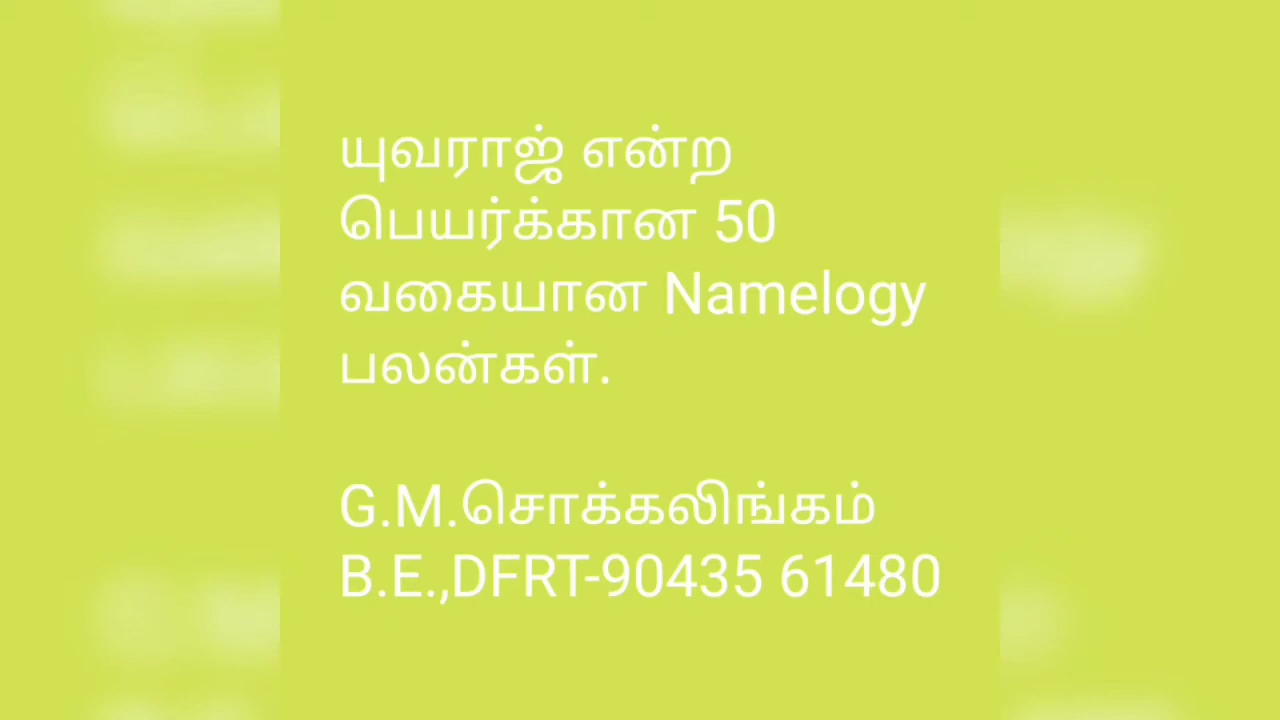 யுவராஜ் என்ற
பெயர்க்கான 50
வகையான Namelogy
பலன்கள்.
G.M.சொக்கலிங்கம்
B.E.,DFRT-90435 61480